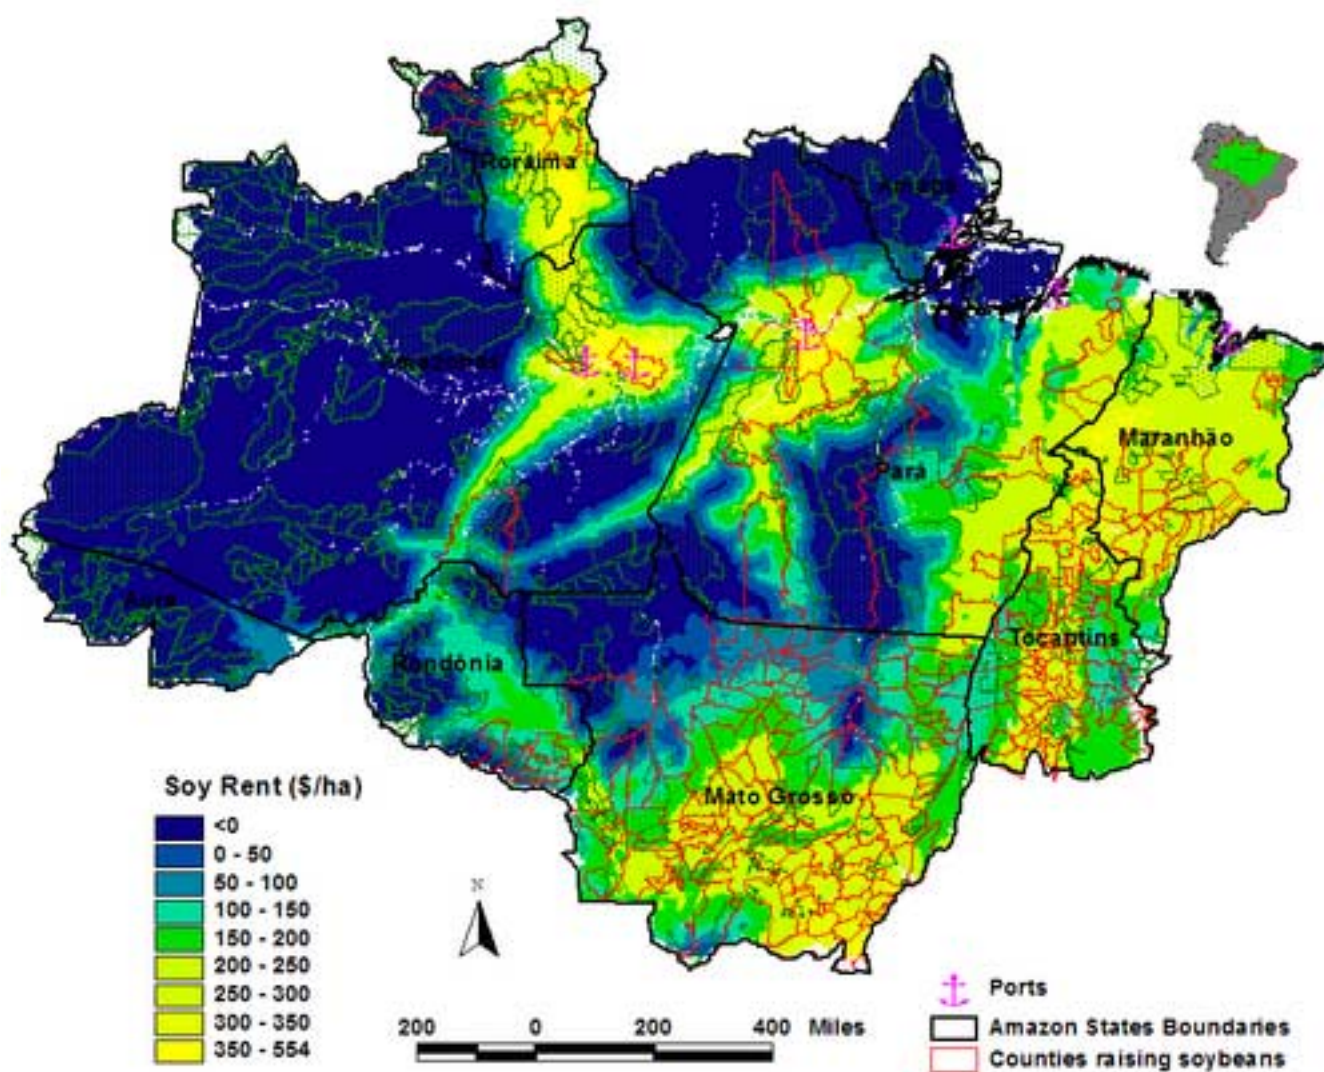 Roraima
Amapa
Maranhão
Pará
Acre
Tocantins
Rondônia
Mato Grosso
Soy Rent ($/ha)
<0
0 - 50
50 - 100
100 - 150
150 - 200
200 - 250
250 - 300
300 - 350
350 - 554
N
200 0 200 400 Miles
Ports
Amazon States Boundaries
Counties raising soybeans